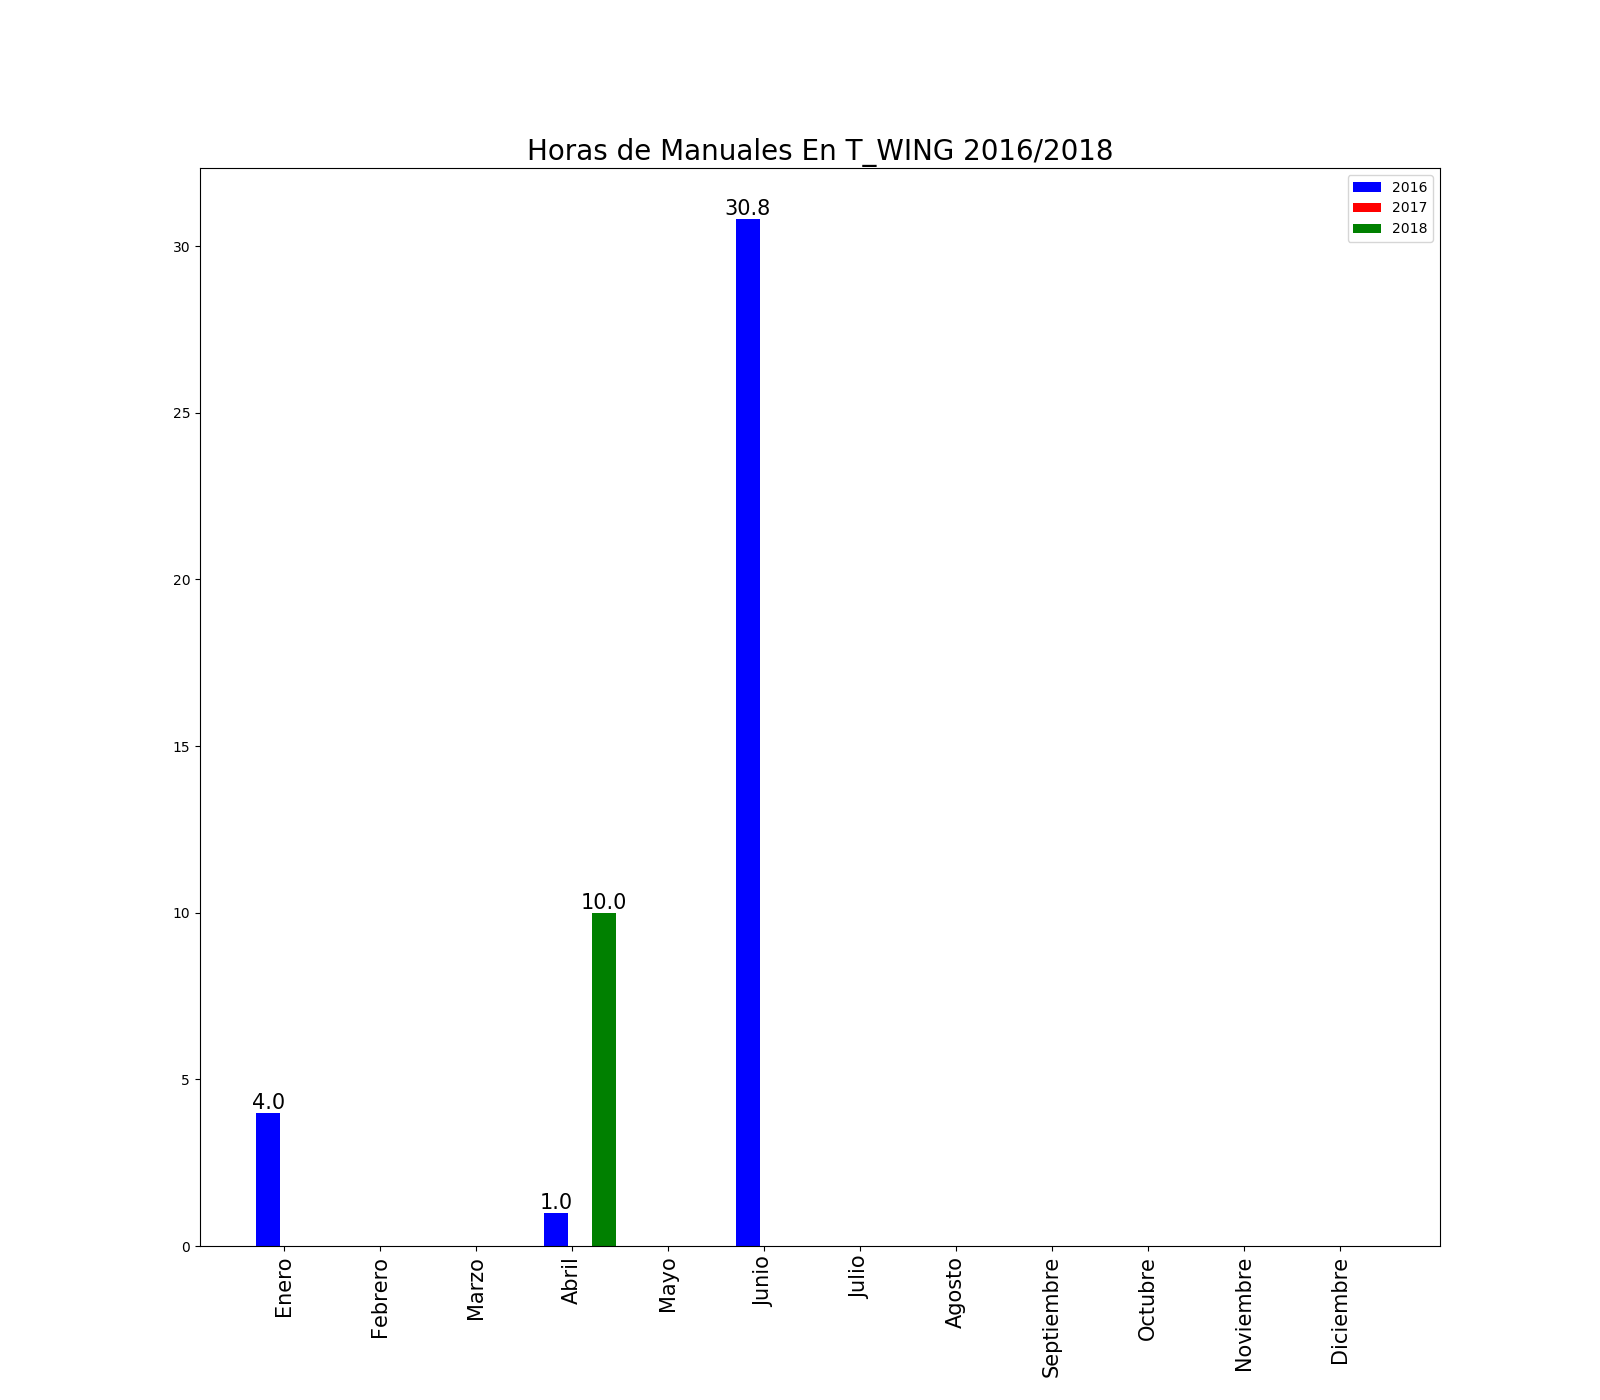 Horas de Manuales En T_WING 2016/2018
2016
2017
2018
30.8
30
25
20
15
10.0
10
4.0
5
1.0
0
Enero
Febrero
Marzo
Abril
Mayo
Junio
Julio
Agosto
Septiembre
Octubre
Noviembre
Diciembre